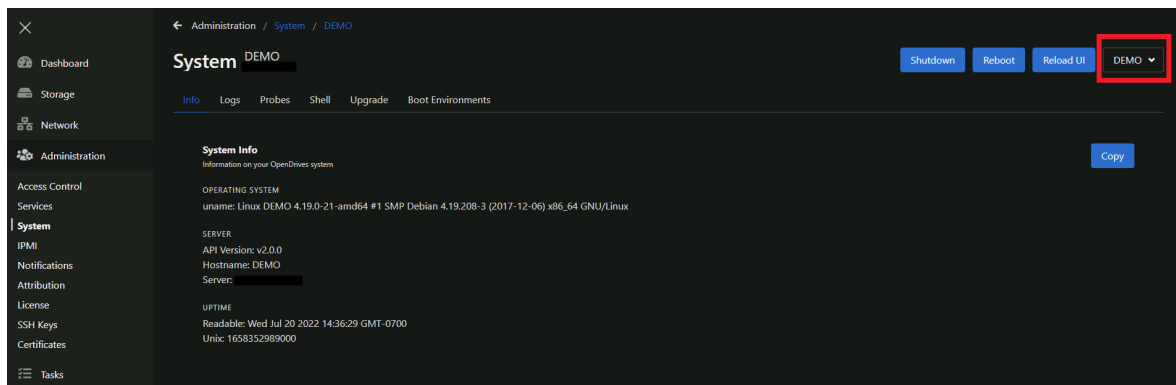 Administration / System / DEMO
System DEMO
Shutdown
Reboot
Reload UI
DEMO
Dashboard
Storage
Network
Administration
Access Control
Services
System
IPMI
Notifications
Attribution
License
SSH Keys
Certificates
Tasks
Info Logs Probes Shell Upgrade Boot Environments
System Info
Information on your OpenDrives system
Copy
OPERATING SYSTEM
uname: Linux DEMO 4.19.0-21-amd64 #1 SMP Debian 4.19.208-3 (2017-12-06) x86_64 GNU/Linux
SERVER
API Version: v2.0.0
Hostname: DEMO
Server:
UPTIME
Readable: Wed Jul 20 2022 14:36:29 GMT-0700
Unix: 1658352989000